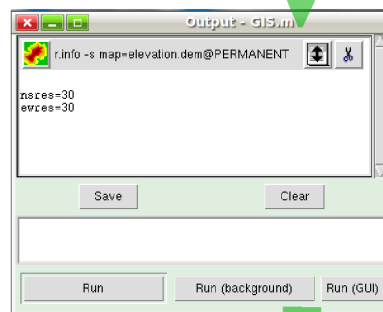 Output - GIS.m
r.info -s map=elevation.dem@PERMANENT
nsres=30
ewres=30
Save Clear
Run Run (background) Run (GUI)